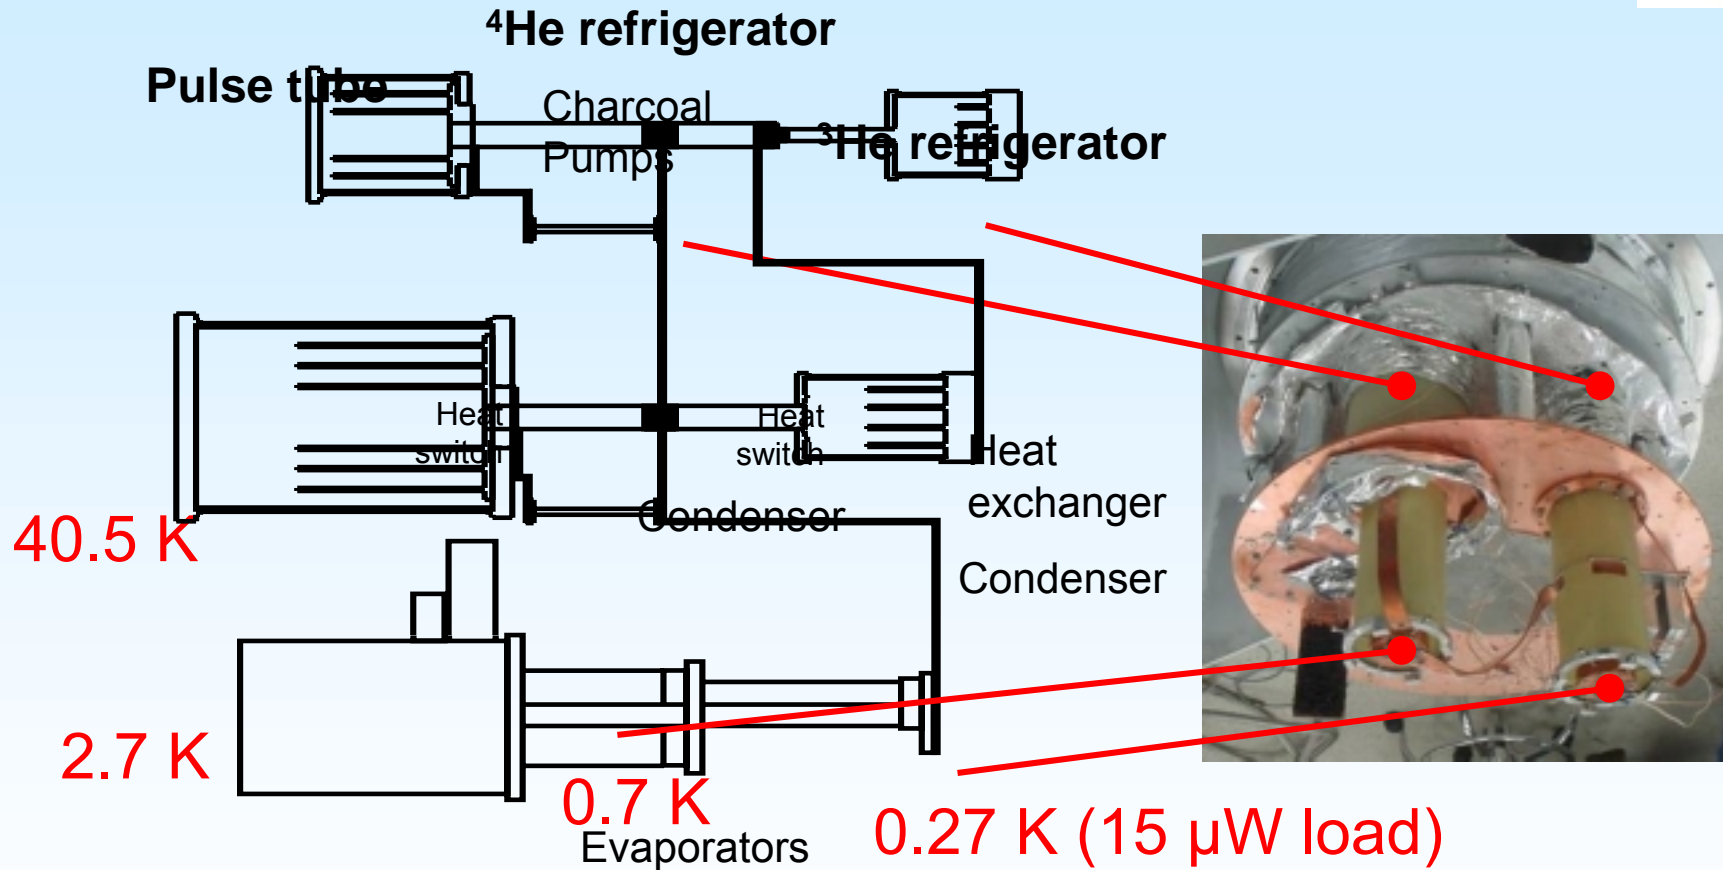 ⁴He refrigerator
Pulse tube
Charcoal
Pumps
³He refrigerator
Heat
switch
Heat
switch
Heat
exchanger
Condenser
40.5 K
Condenser
2.7 K
0.7 K
0.27 K (15 µW load)
Evaporators